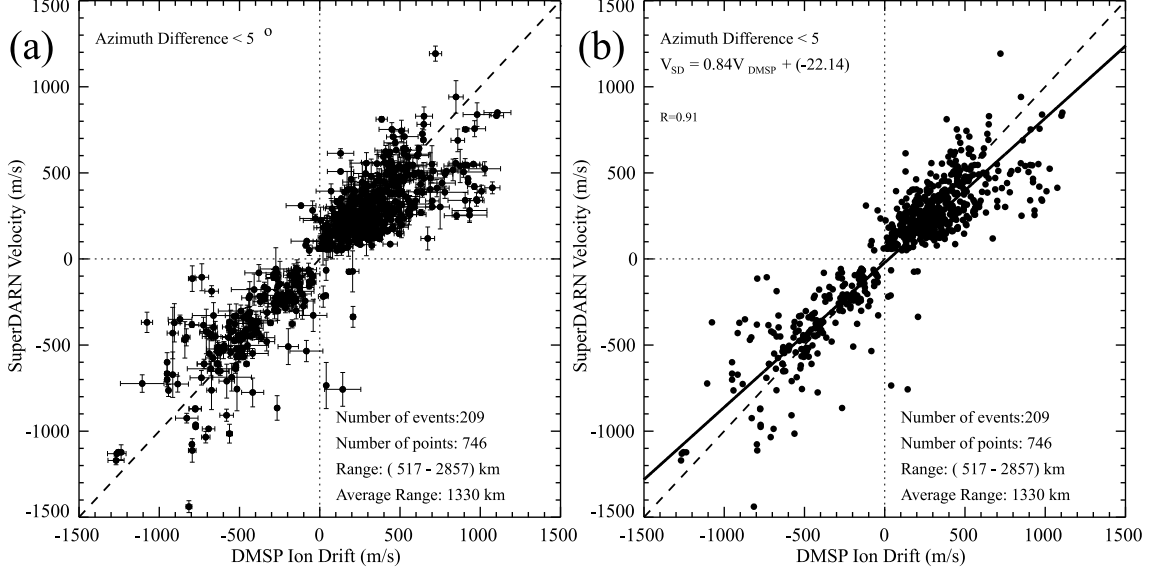 (a)
Azimuth Difference < 5 °
Number of events:209
Number of points: 746
Range: ( 517 - 2857) km
Average Range: 1330 km
SuperDARN Velocity (m/s)
1500
1000
500
0
-500
-1000
-1500
-1500 -1000 -500 0 500 1000 1500
DMSP Ion Drift (m/s)
(b)
Azimuth Difference < 5
V_SD = 0.84V_DMSP + (-22.14)
R=0.91
Number of events:209
Number of points: 746
Range: ( 517 - 2857) km
Average Range: 1330 km
SuperDARN Velocity (m/s)
1500
1000
500
0
-500
-1000
-1500
-1500 -1000 -500 0 500 1000 1500
DMSP Ion Drift (m/s)